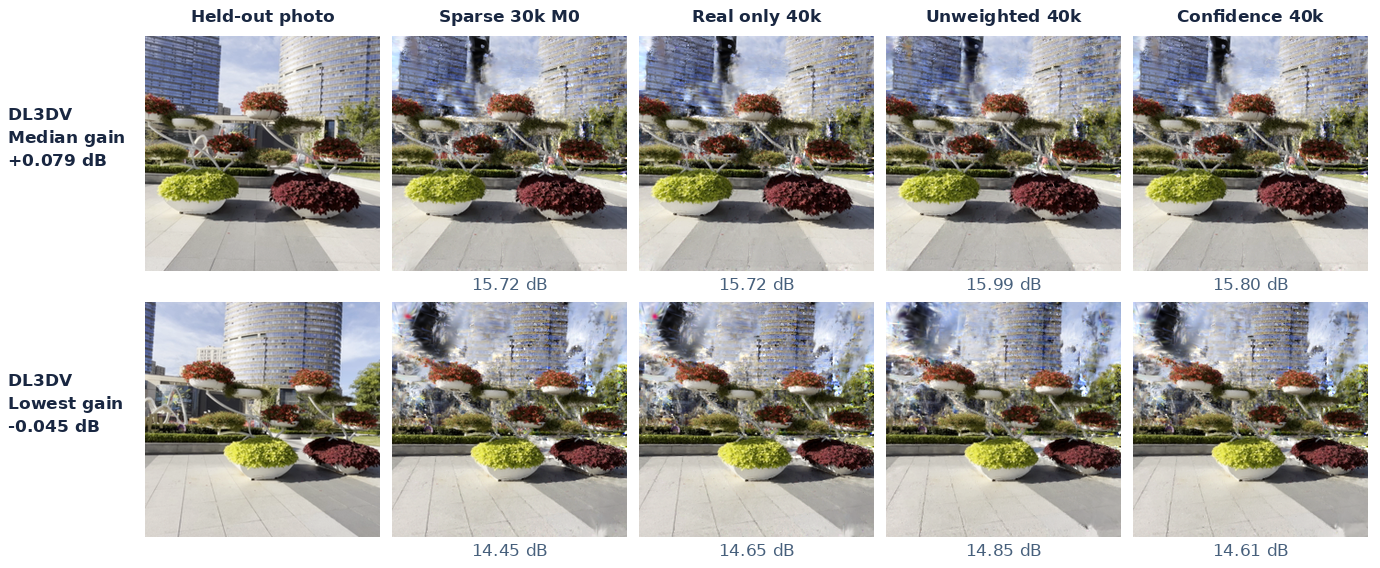 Held-out photo
Sparse 30k M0
Real only 40k
Unweighted 40k
Confidence 40k
DL3DV
Median gain
+0.079 dB
15.72 dB
15.72 dB
15.99 dB
15.80 dB
DL3DV
Lowest gain
-0.045 dB
14.45 dB
14.65 dB
14.85 dB
14.61 dB